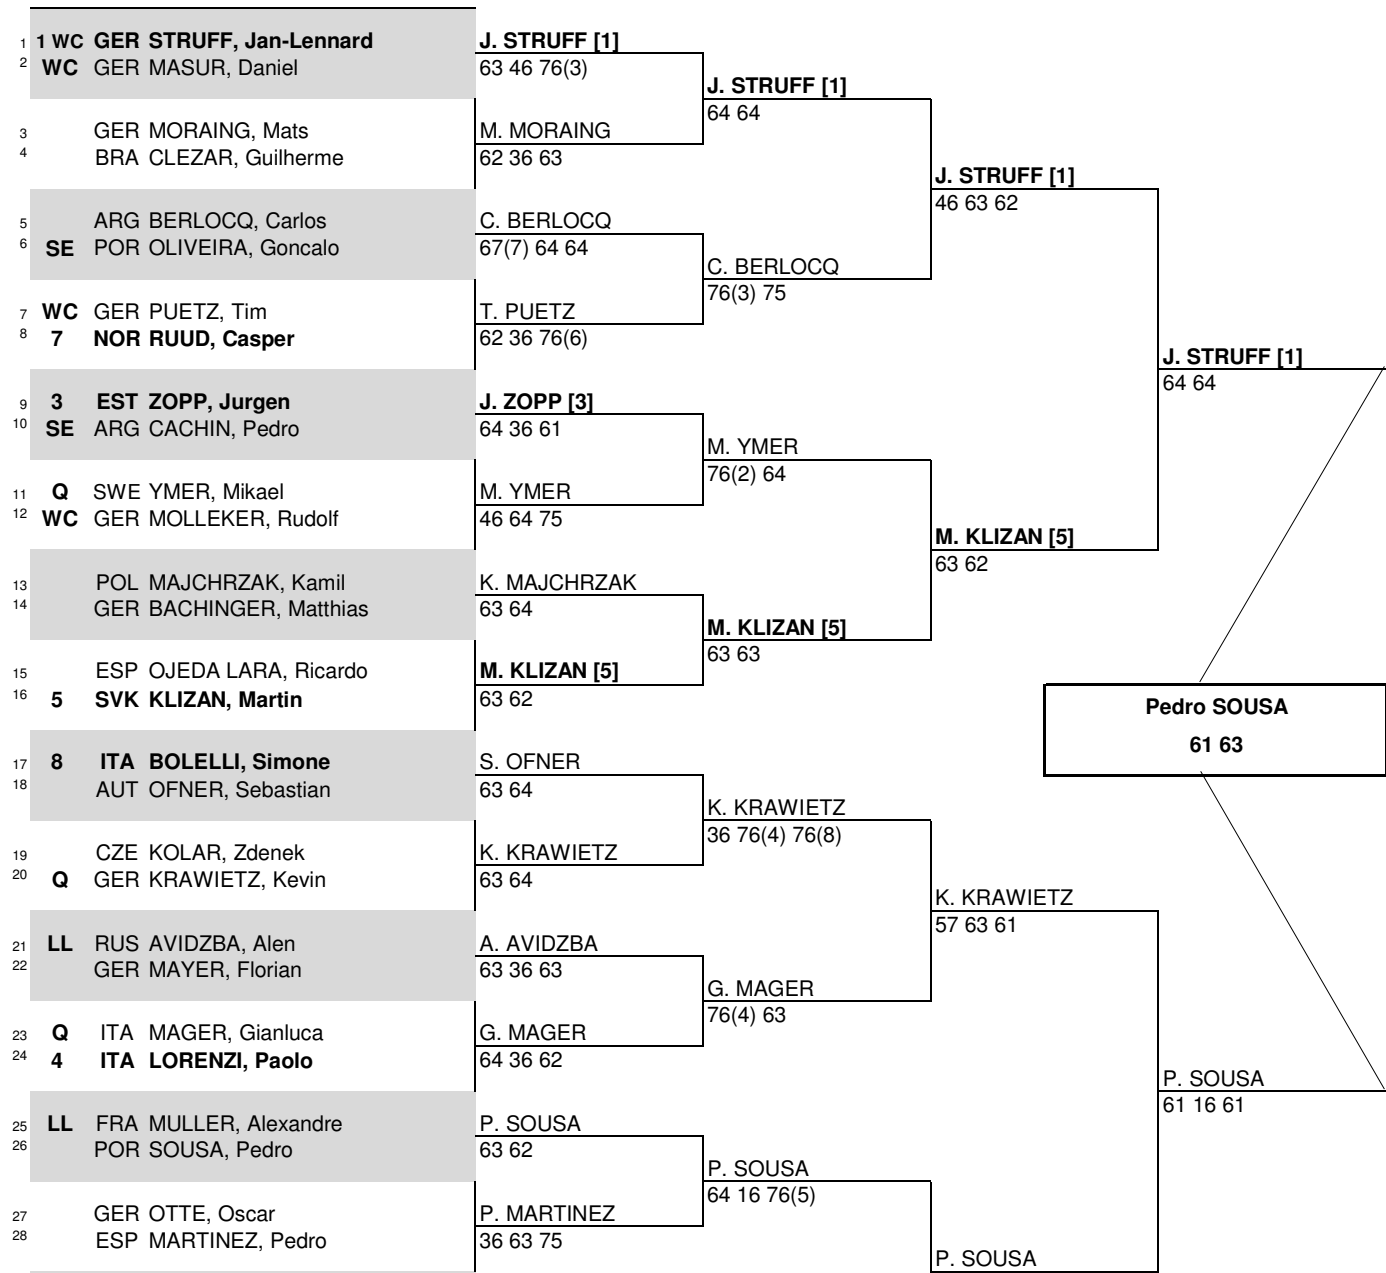 1 1 WC GER STRUFF, Jan-Lennard
2 WC GER MASUR, Daniel
3 GER MORAING, Mats
4 BRA CLEZAR, Guilherme
5 ARG BERLOCQ, Carlos
6 SE POR OLIVEIRA, Goncalo
7 WC GER PUETZ, Tim
8 7 NOR RUUD, Casper
9 3 EST ZOPP, Jurgen
10 SE ARG CACHIN, Pedro
11 Q SWE YMER, Mikael
12 WC GER MOLLEKER, Rudolf
13 POL MAJCHRZAK, Kamil
14 GER BACHINGER, Matthias
15 ESP OJEDA LARA, Ricardo
16 5 SVK KLIZAN, Martin
17 8 ITA BOLELLI, Simone
18 AUT OFNER, Sebastian
19 CZE KOLAR, Zdenek
20 Q GER KRAWIETZ, Kevin
21 LL RUS AVIDZBA, Alen
22 GER MAYER, Florian
23 Q ITA MAGER, Gianluca
24 4 ITA LORENZI, Paolo
25 LL FRA MULLER, Alexandre
26 POR SOUSA, Pedro
27 GER OTTE, Oscar
28 ESP MARTINEZ, Pedro
J. STRUFF [1]
63 46 76(3)
M. MORAING
62 36 63
C. BERLOCQ
67(7) 64 64
T. PUETZ
62 36 76(6)
J. ZOPP [3]
64 36 61
M. YMER
46 64 75
K. MAJCHRZAK
63 64
M. KLIZAN [5]
63 62
S. OFNER
63 64
K. KRAWIETZ
63 64
A. AVIDZBA
63 36 63
G. MAGER
64 36 62
P. SOUSA
63 62
P. MARTINEZ
36 63 75
J. STRUFF [1]
64 64
C. BERLOCQ
76(3) 75
M. YMER
76(2) 64
M. KLIZAN [5]
63 63
K. KRAWIETZ
36 76(4) 76(8)
G. MAGER
76(4) 63
P. SOUSA
64 16 76(5)
J. STRUFF [1]
46 63 62
M. KLIZAN [5]
63 62
K. KRAWIETZ
57 63 61
P. SOUSA
J. STRUFF [1]
64 64
P. SOUSA
61 16 61
Pedro SOUSA
61 63